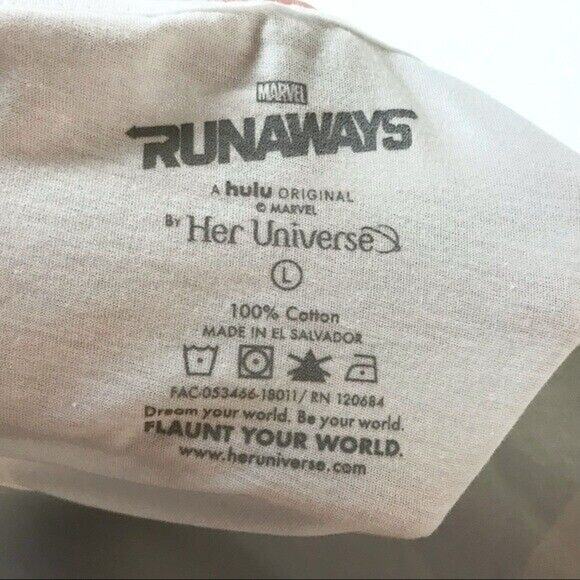 MARVEL
RUNAWAYS
A hulu ORIGINAL
© MARVEL
BY Her Universe
L
100% Cotton
MADE IN EL SALVADOR
FAC-053466-18011/ RN 120684
Dream your world. Be your world.
FLAUNT YOUR WORLD.
www.heruniverse.com